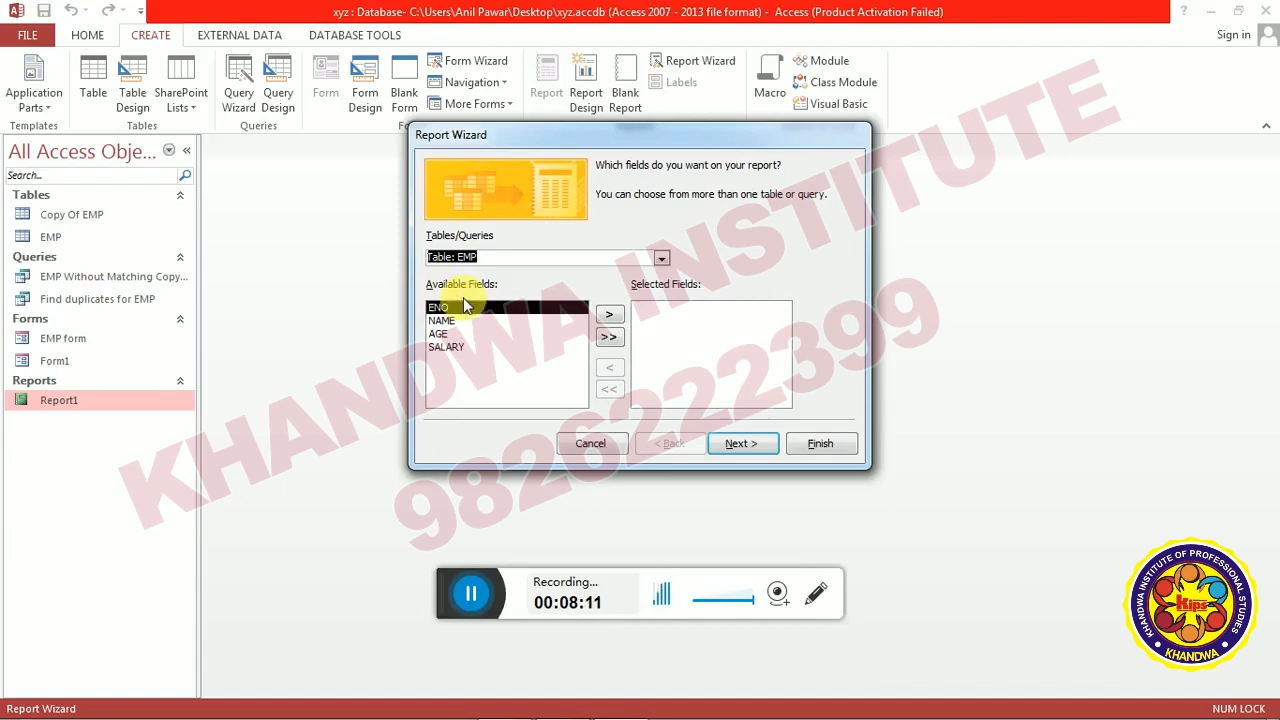 xyz : Database- C:\Users\Anil Pawar\Desktop\xyz.accdb (Access 2007 - 2013 file format) - Access (Product Activation Failed)
FILE HOME CREATE EXTERNAL DATA DATABASE TOOLS Sign in
Application Parts
Table
Table Design
SharePoint Lists
Query Wizard
Query Design
Form
Form Design
Blank Form
Form Wizard
Navigation
More Forms
Report
Report Design
Blank Report
Report Wizard
Labels
Macro
Module
Class Module
Visual Basic
Templates Tables Queries
All Access Obje...
Search...
Tables
Copy Of EMP
EMP
Queries
EMP Without Matching Copy...
Find duplicates for EMP
Forms
EMP form
Form1
Reports
Report1
Report Wizard
Which fields do you want on your report?
You can choose from more than one table or query.
Tables/Queries
Table: EMP
Available Fields: Selected Fields:
ENO
NAME
AGE
SALARY
>
>>
<
<<
Cancel < Back Next > Finish
KHANDWA INSTITUTE
9826222399
Recording...
00:08:11
KHANDWA INSTITUTE OF PROFESSIONAL STUDIES
Kips
KHANDWA
Report Wizard NUM LOCK